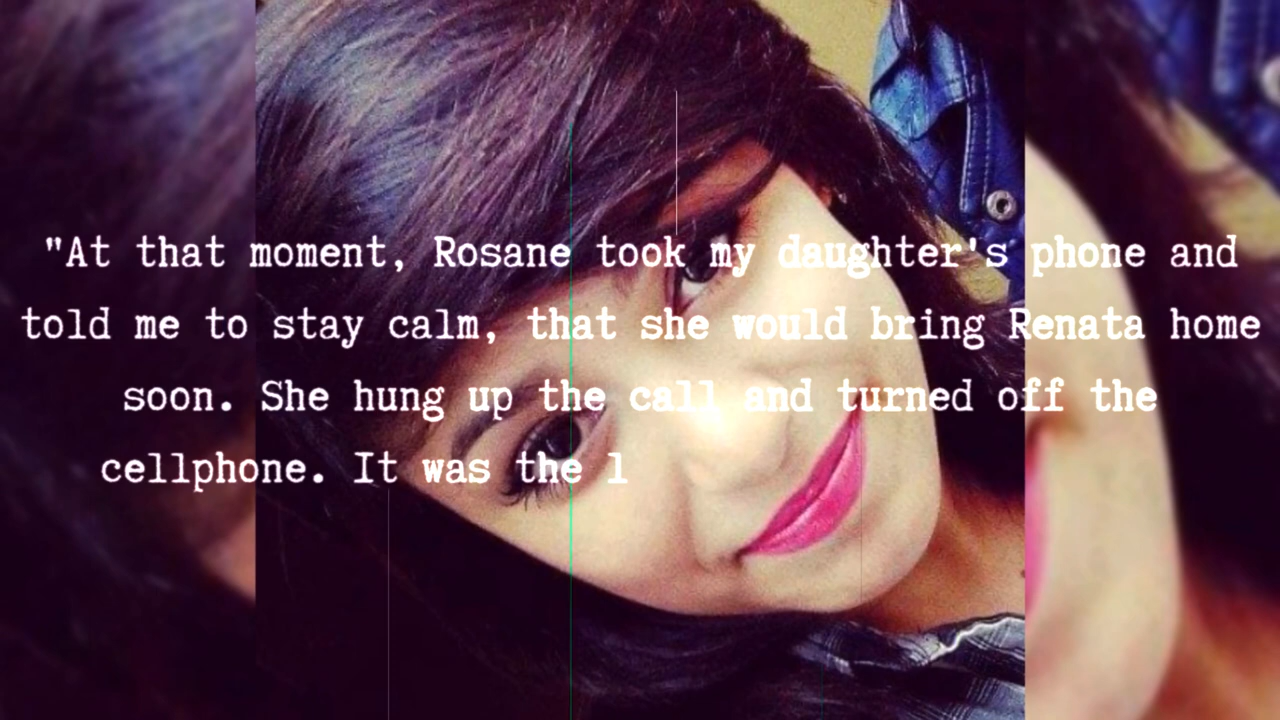 "At that moment, Rosane took my daughter's phone and
told me to stay calm, that she would bring Renata home
soon. She hung up the call and turned off the
cellphone. It was the l